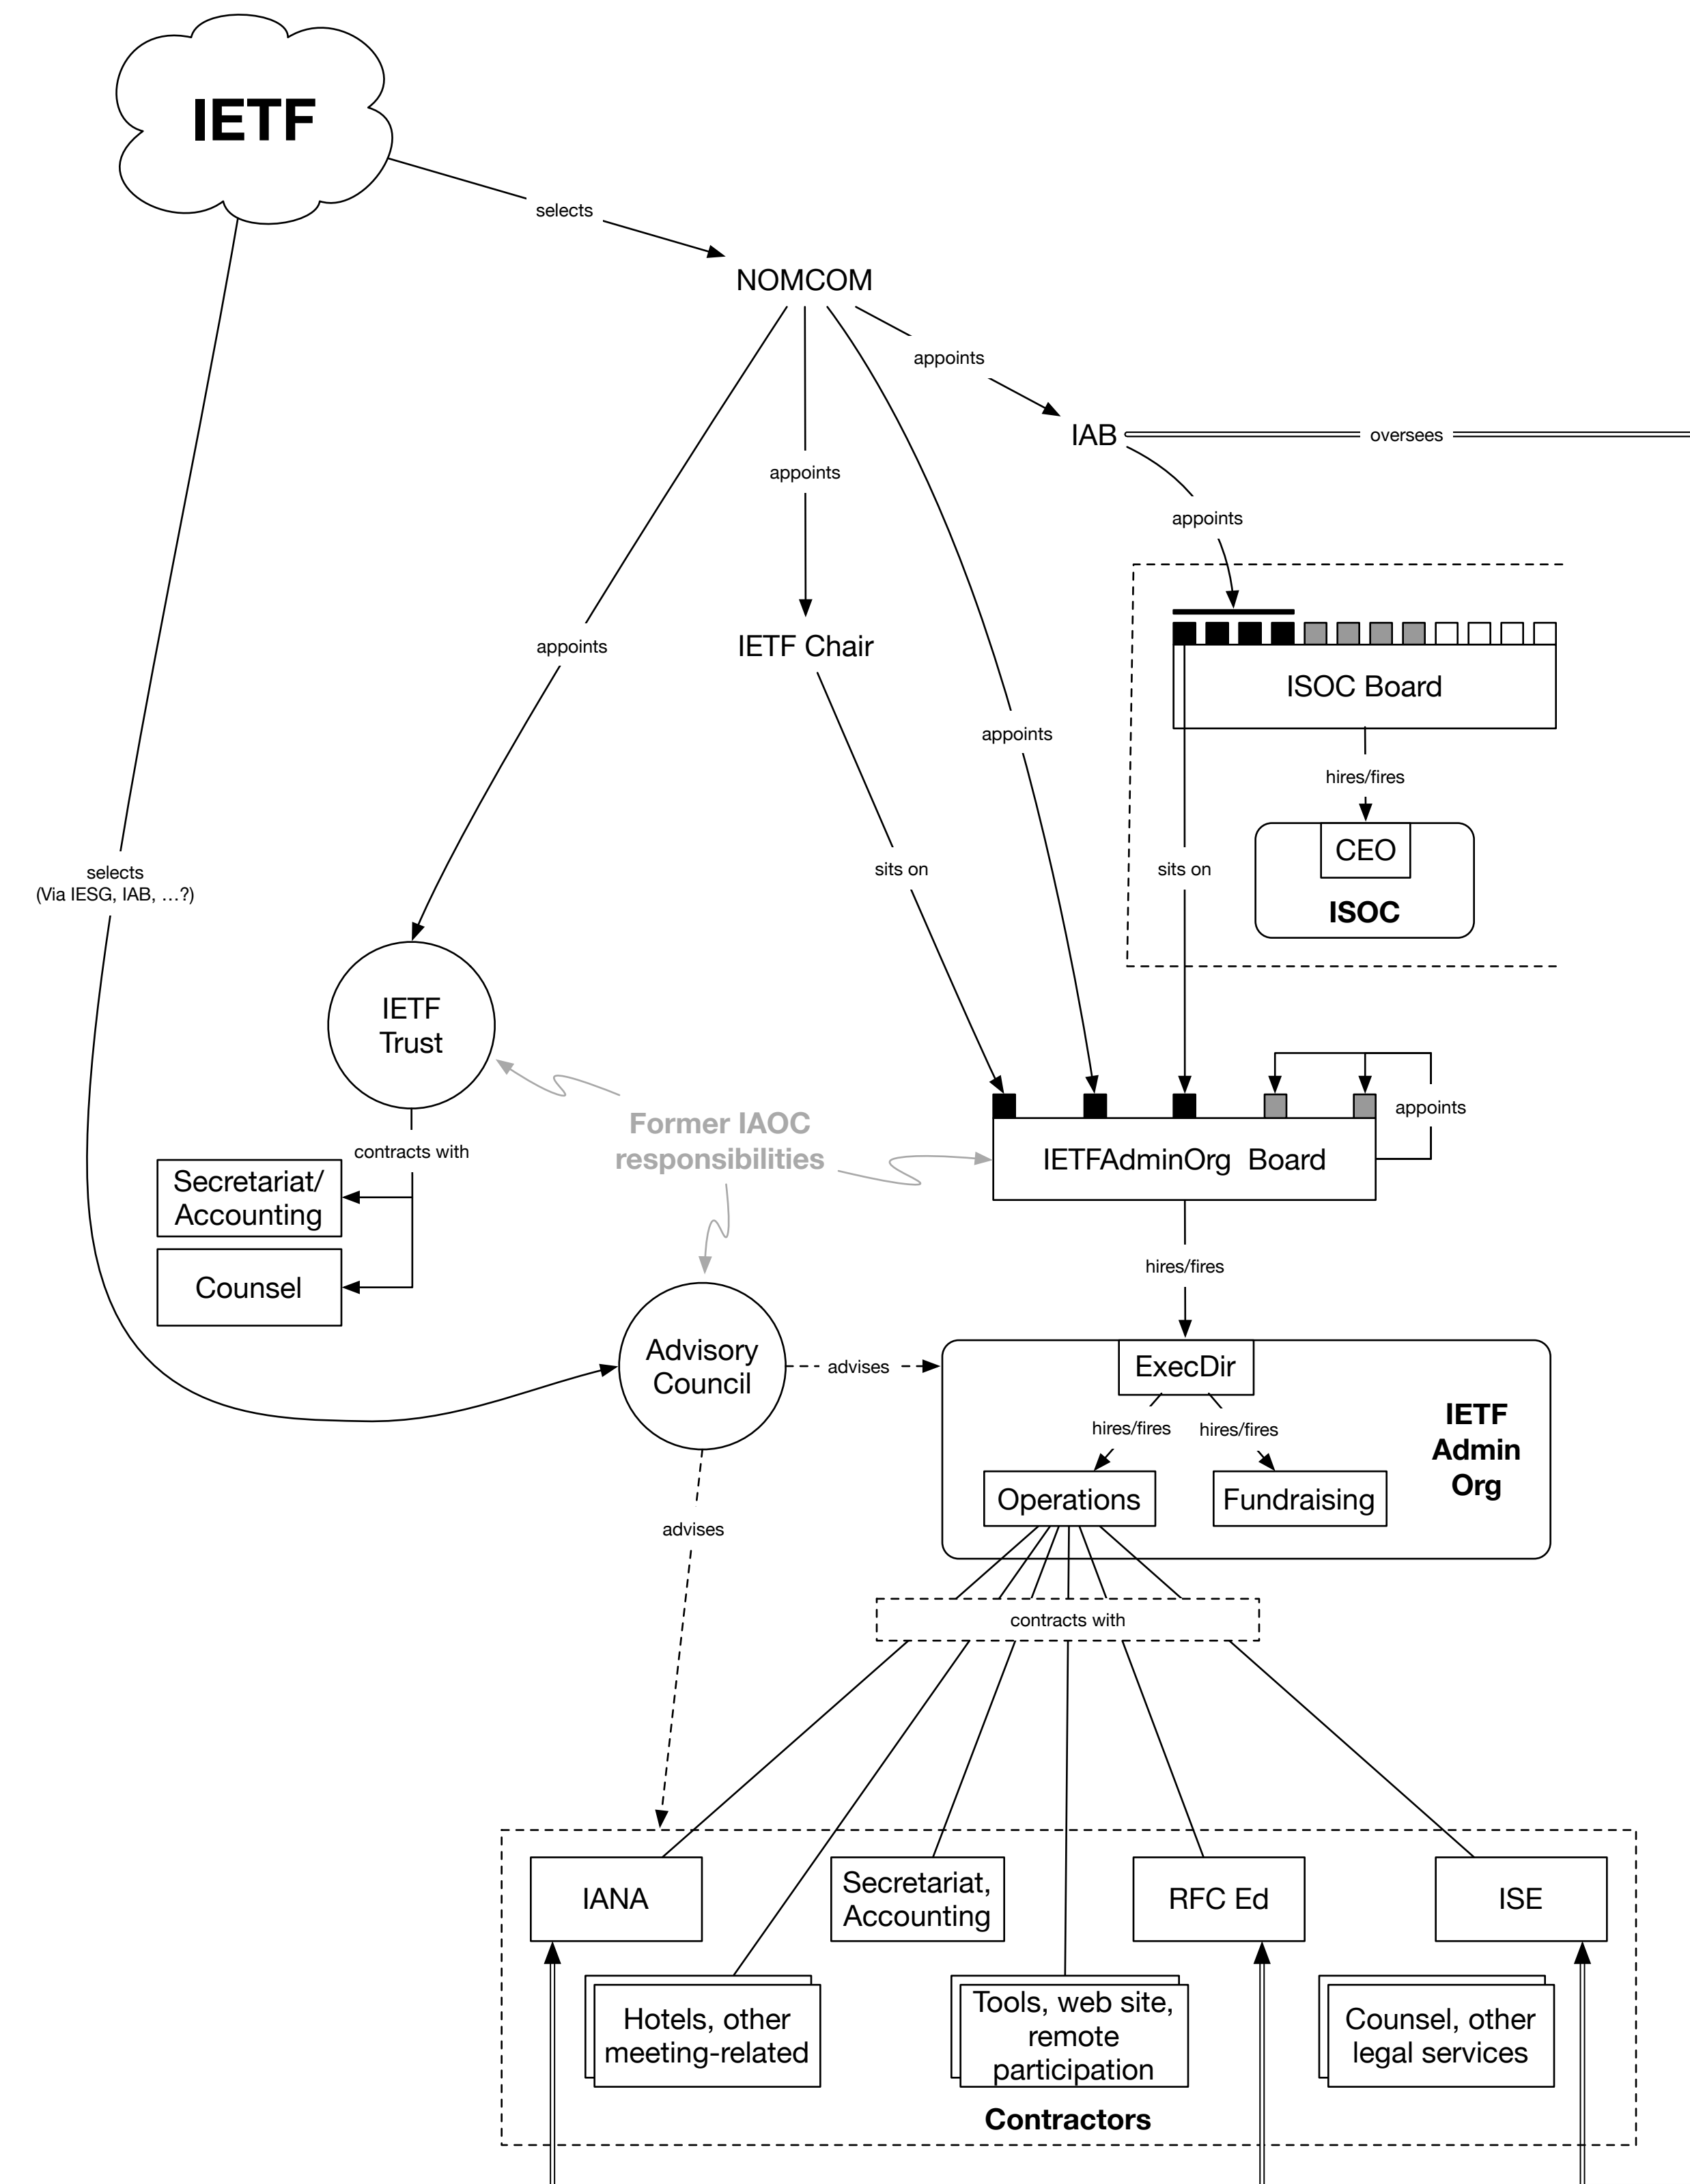 IETF
selects
NOMCOM
appoints
IAB
oversees
appoints
appoints
appoints
IETF Chair
appoints
ISOC Board
appoints
hires/fires
CEO
ISOC
selects
(Via IESG, IAB, …?)
sits on
sits on
IETF
Trust
Former IAOC
responsibilities
appoints
contracts with
IETFAdminOrg Board
Secretariat/
Accounting
Counsel
hires/fires
Advisory
Council
advises
ExecDir
hires/fires
hires/fires
IETF
Admin
Org
Operations
Fundraising
advises
contracts with
IANA
Secretariat,
Accounting
RFC Ed
ISE
Hotels, other
meeting-related
Tools, web site,
remote
participation
Counsel, other
legal services
Contractors